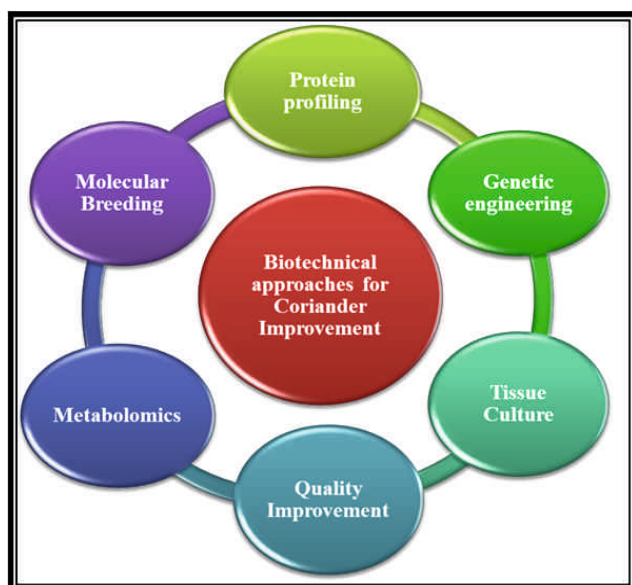 Protein
profiling
Genetic
engineering
Tissue
Culture
Quality
Improvement
Metabolomics
Molecular
Breeding
Biotechnical
approaches for
Coriander
Improvement